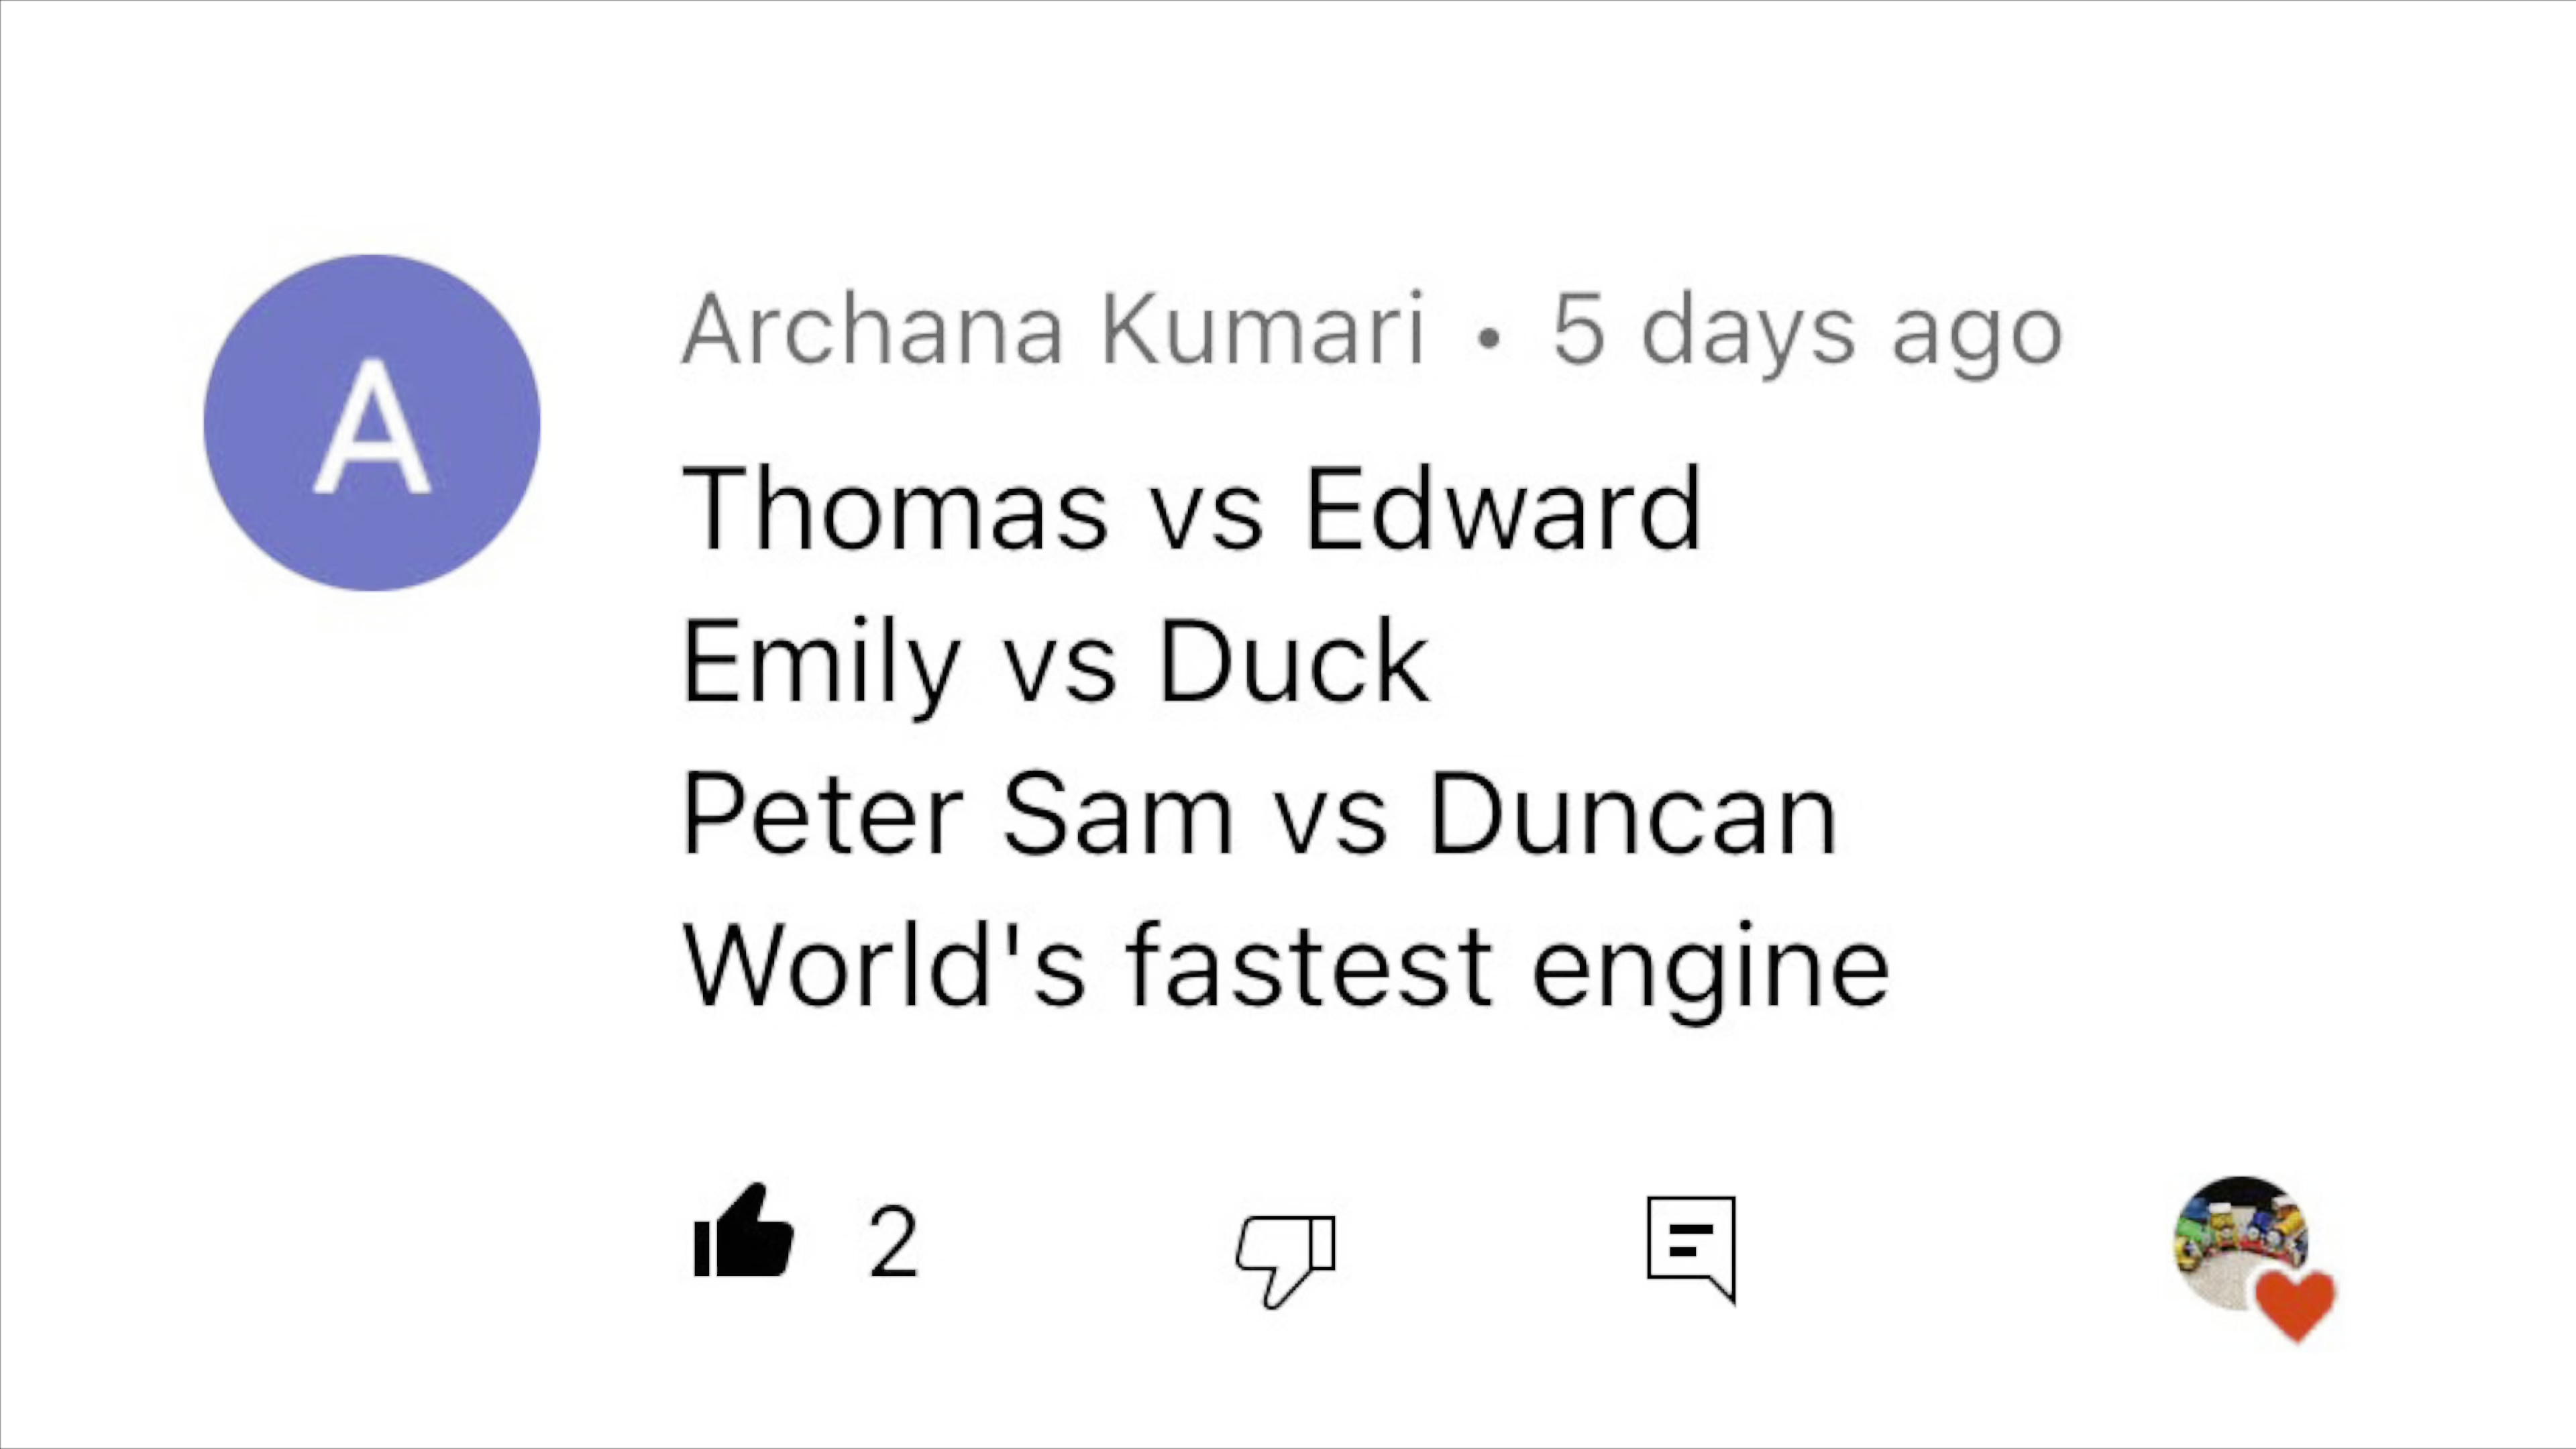 A
Archana Kumari • 5 days ago
Thomas vs Edward
Emily vs Duck
Peter Sam vs Duncan
World's fastest engine
2